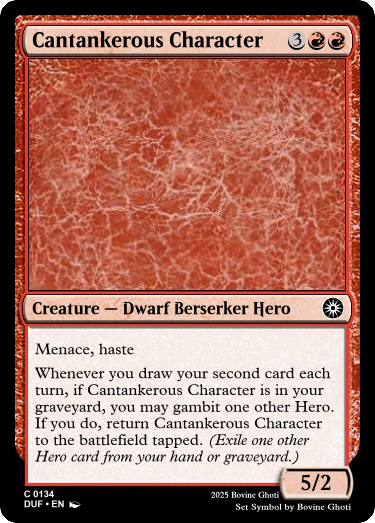 Cantankerous Character 3
Creature — Dwarf Berserker Hero
Menace, haste
Whenever you draw your second card each
turn, if Cantankerous Character is in your
graveyard, you may gambit one other Hero.
If you do, return Cantankerous Character
to the battlefield tapped. (Exile one other
Hero card from your hand or graveyard.)
5/2
C 0134
DUF • EN
2025 Bovine Ghoti
Set Symbol by Bovine Ghoti